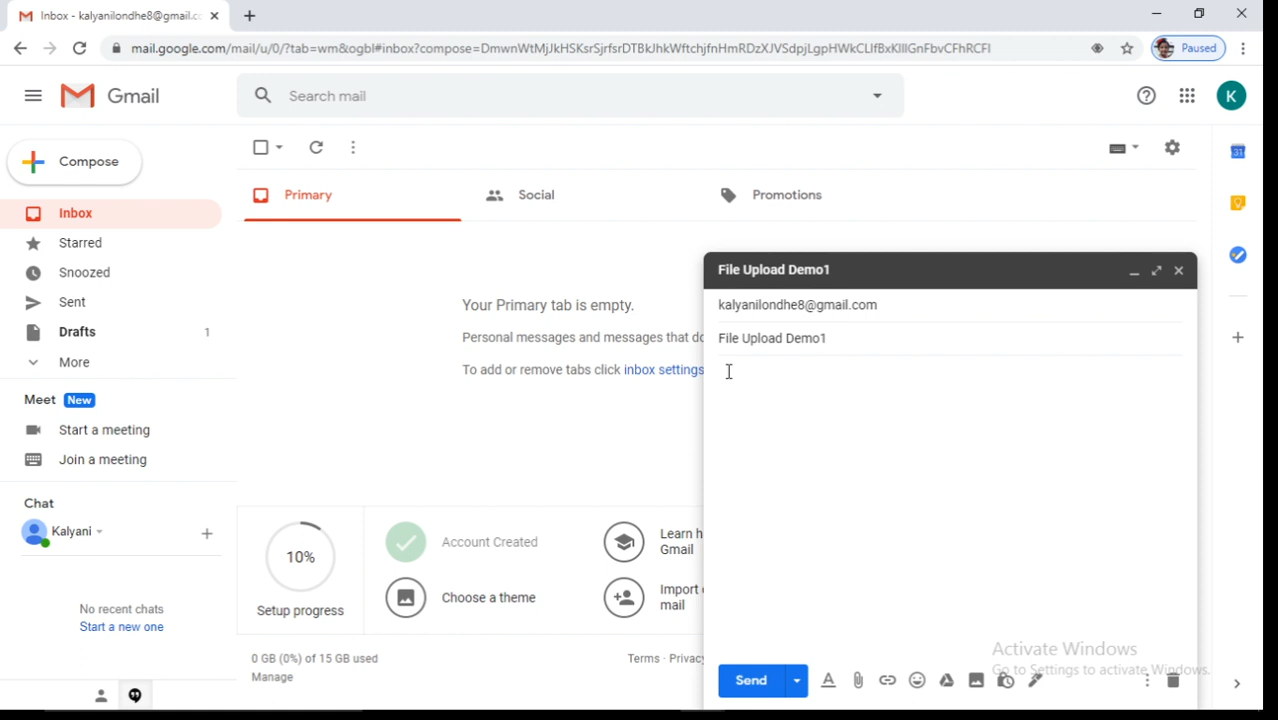 Inbox - kalyanilondhe8@gmail.cc
mail.google.com/mail/u/0/?tab=wm&ogbl#inbox?compose=DmwnWtMjJkHSKsrSjrfsrDTBkJhkWftchjfnHmRDzXJVSdpjLgpHWkCLlfBxKlllGnFbvCFhRCFl
Paused
Gmail
Search mail
K
Compose
Primary
Social
Promotions
Inbox
Starred
Snoozed
Sent
Drafts 1
More
Meet New
Start a meeting
Join a meeting
Chat
Kalyani
No recent chats
Start a new one
Your Primary tab is empty.
Personal messages and messages that
To add or remove tabs click inbox settings
File Upload Demo1
kalyanilondhe8@gmail.com
File Upload Demo1
10%
Setup progress
Account Created
Choose a theme
Learn
Gmail
Import
mail
0 GB (0%) of 15 GB used
Manage
Terms · Privacy
Send
Activate Windows
Go to Settings to activate Windows.
31